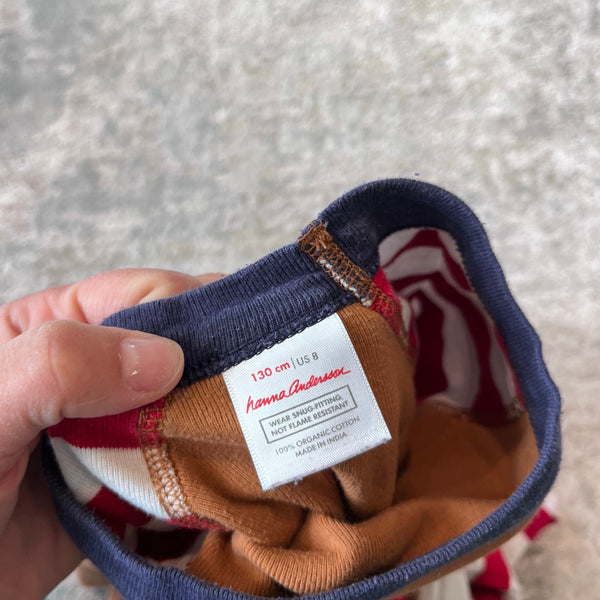 130 cm | US 8
hanna Andersson
WEAR SNUG-FITTING,
NOT FLAME RESISTANT
100% ORGANIC COTTON
MADE IN INDIA